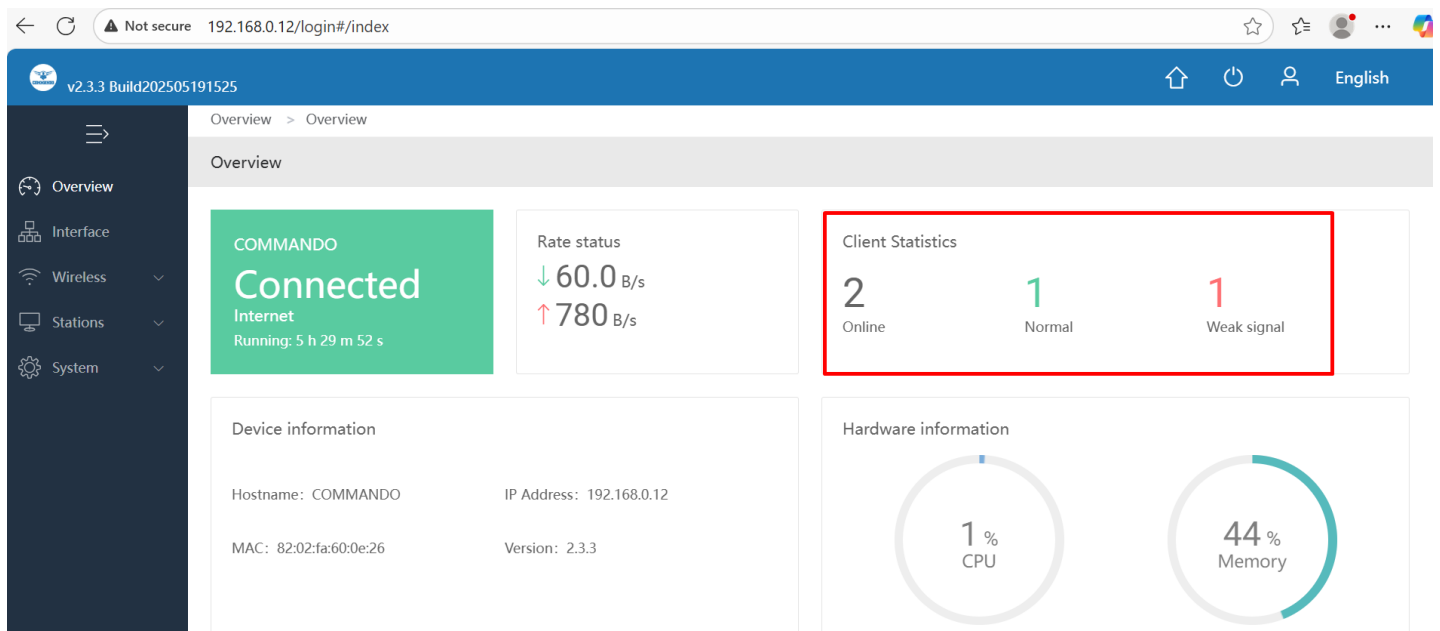 Not secure 192.168.0.12/login#/index
v2.3.3 Build202505191525
English
Overview > Overview
Overview
Overview
Interface
Wireless
Stations
System
COMMANDO
Connected
Internet
Running: 5 h 29 m 52 s
Rate status
↓ 60.0 B/s
↑ 780 B/s
Client Statistics
2 1 1
Online Normal Weak signal
Device information
Hostname: COMMANDO IP Address: 192.168.0.12
MAC: 82:02:fa:60:0e:26 Version: 2.3.3
Hardware information
1 %
CPU
44 %
Memory